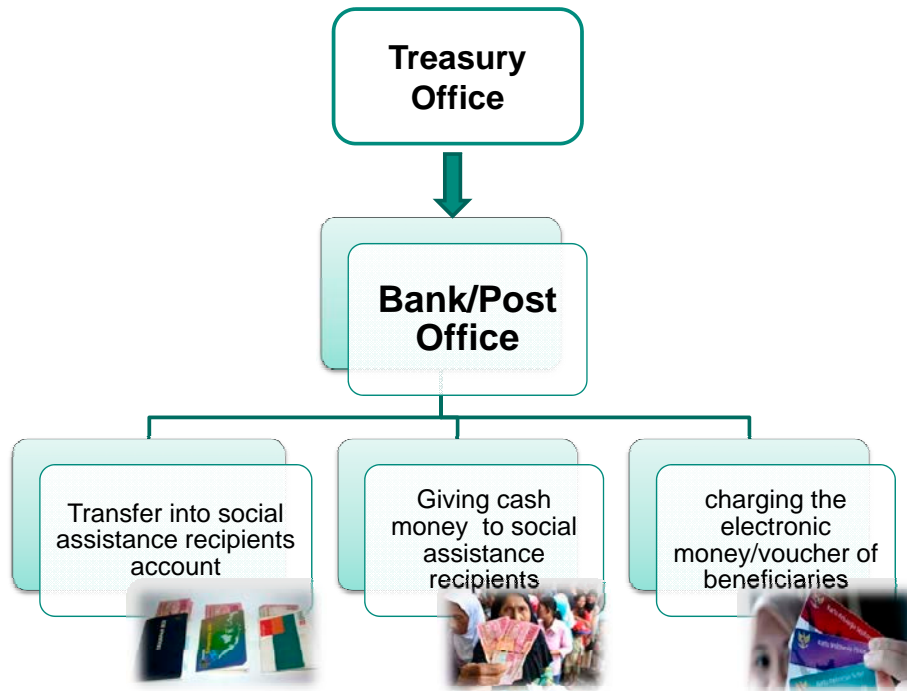 Treasury
Office
Bank/Post
Office
Transfer into social
assistance recipients
account
Giving cash
money to social
assistance
recipients
charging the
electronic
money/voucher of
beneficiaries